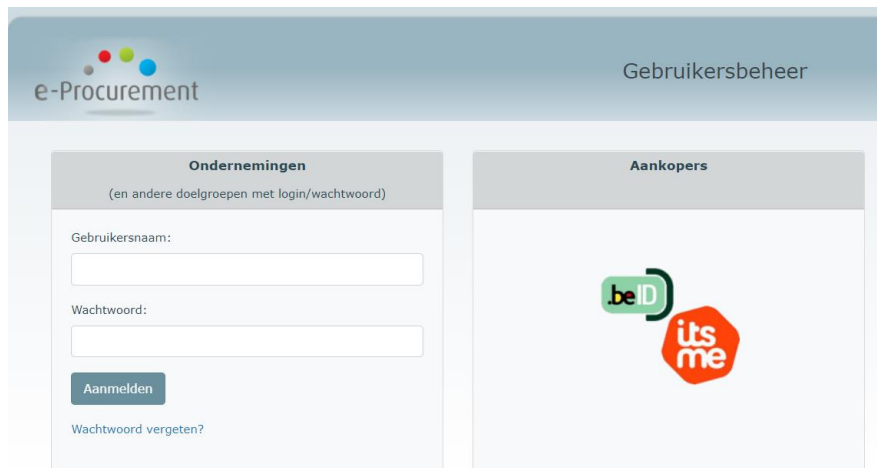 e-Procurement
Gebruikersbeheer
Ondernemingen
(en andere doelgroepen met login/wachtwoord)
Gebruikersnaam:
Wachtwoord:
Aanmelden
Wachtwoord vergeten?
Aankopers
.beID
itsme